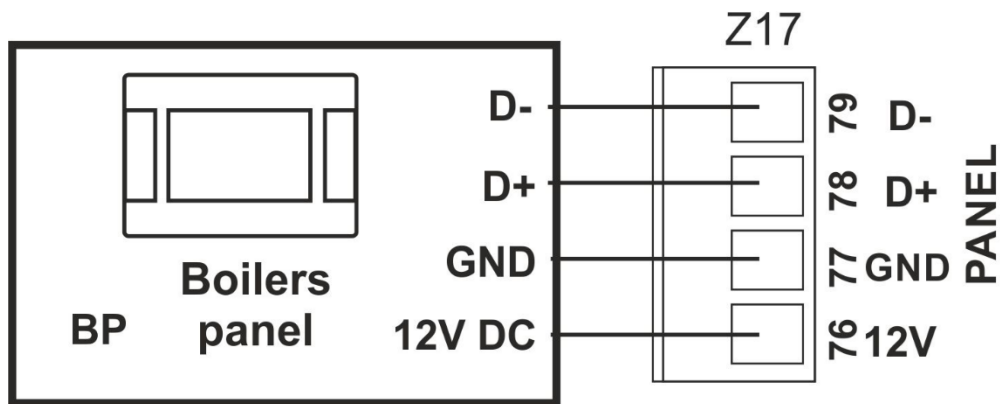 Z17
D- 79 D-
D+ 78 D+
GND 77 GND
12V DC 76 12V
Boilers
panel
BP
PANEL